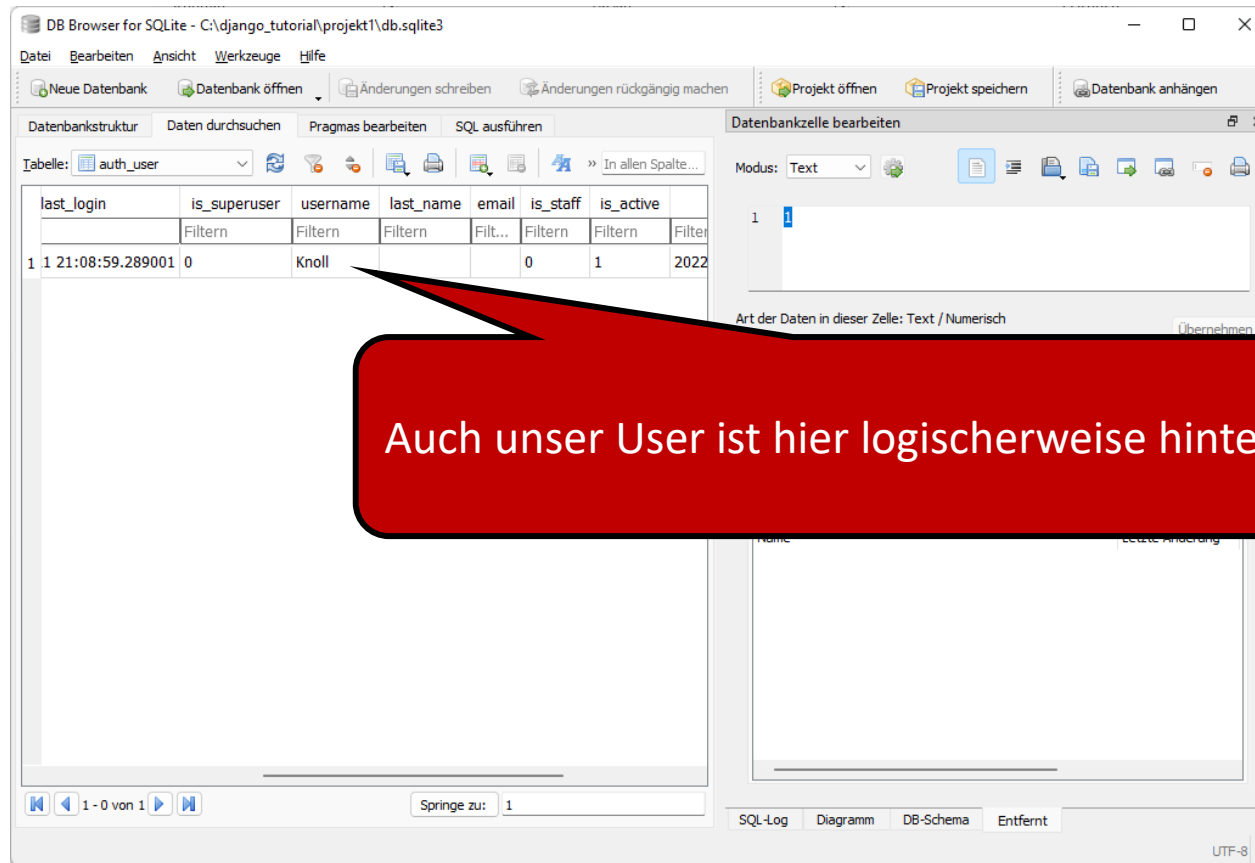 DB Browser for SQLite - C:\django_tutorial\projekt1\db.sqlite3
Datei Bearbeiten Ansicht Werkzeuge Hilfe
Neue Datenbank Datenbank öffnen Änderungen schreiben Änderungen rückgängig machen Projekt öffnen Projekt speichern Datenbank anhängen
Datenbankstruktur Daten durchsuchen Pragmas bearbeiten SQL ausführen
Tabelle: auth_user » In allen Spalte...
last_login is_superuser username last_name email is_staff is_active
Filtern Filtern Filtern Filt... Filtern Filtern Filter
1 1 21:08:59.289001 0 Knoll 0 1 2022
1 - 0 von 1 Springe zu: 1
Datenbankzelle bearbeiten
Modus: Text
1 1
Art der Daten in dieser Zelle: Text / Numerisch
Übernehmen
Auch unser User ist hier logischerweise hinte
Name Letzte Änderung
SQL-Log Diagramm DB-Schema Entfernt
UTF-8